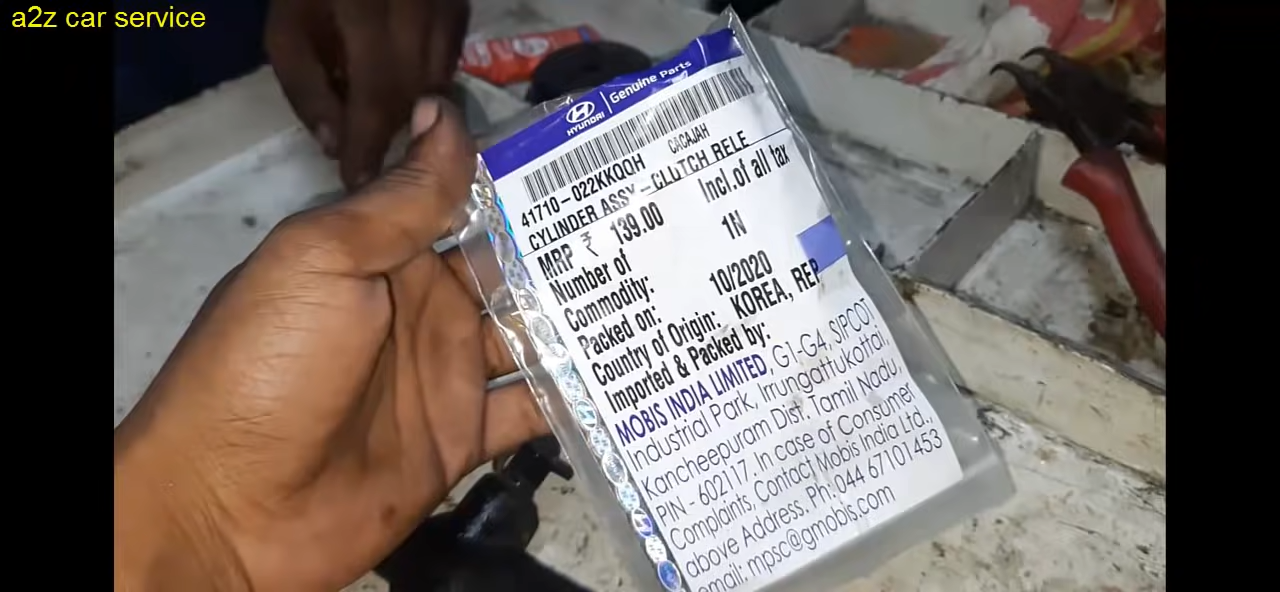 a2z car service
HYUNDAI | Genuine Parts
41710-022KKQQH CACAJAH
CYLINDER ASSY-CLUTCH RELE
MRP ₹ 139.00 Incl.of all tax
Number of
Commodity: 1N
Packed on: 10/2020
Country of Origin: KOREA, REP
Imported & Packed by:
MOBIS INDIA LIMITED, G1-G4, SIPCOT
Industrial Park, Irrungattukottai,
Kancheepuram Dist. Tamil Nadu,
PIN - 602117. In case of Consumer
Complaints, Contact Mobis India Ltd.,
above Address. Ph: 044 67101453
email: mpsc@gmobis.com